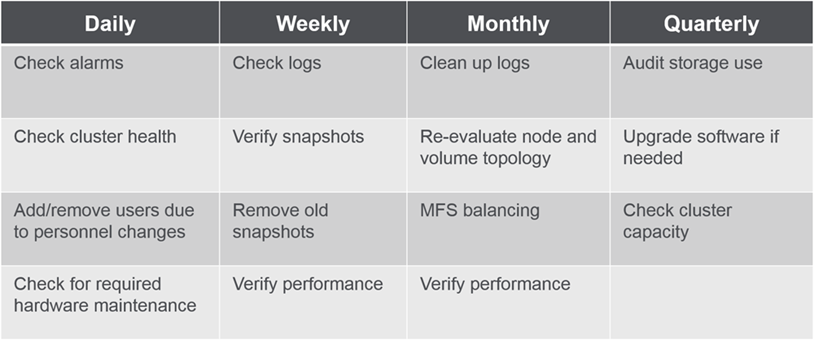 Daily Weekly Monthly Quarterly
Check alarms Check logs Clean up logs Audit storage use
Check cluster health Verify snapshots Re-evaluate node and Upgrade software if
volume topology needed
Add/remove users due Remove old MFS balancing Check cluster
to personnel changes snapshots capacity
Check for required Verify performance Verify performance
hardware maintenance